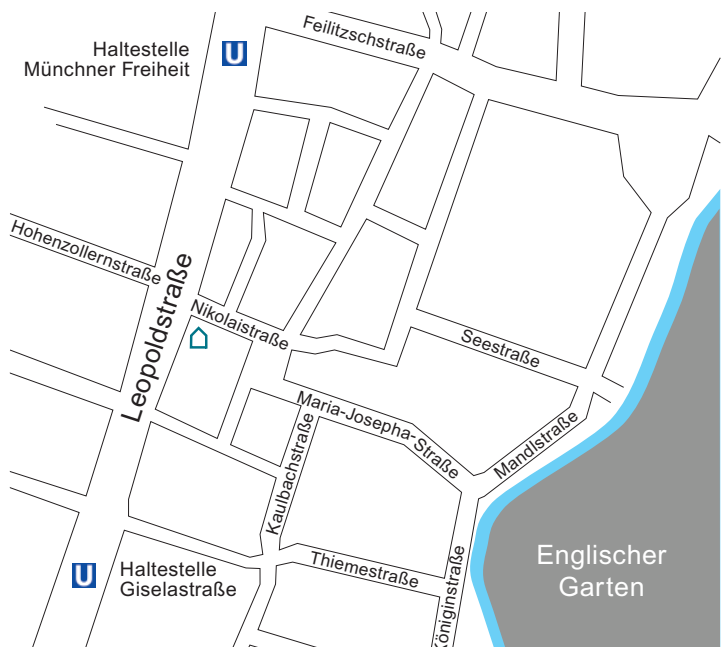 Feilitzschstraße
Haltestelle
Münchner Freiheit
U
Hohenzollernstraße
Leopoldstraße
Nikolaistraße
Seestraße
Maria-Josepha-Straße
Mandlstraße
Kaulbachstraße
Thiemestraße
Königinstraße
Englischer
Garten
U
Haltestelle
Giselastraße